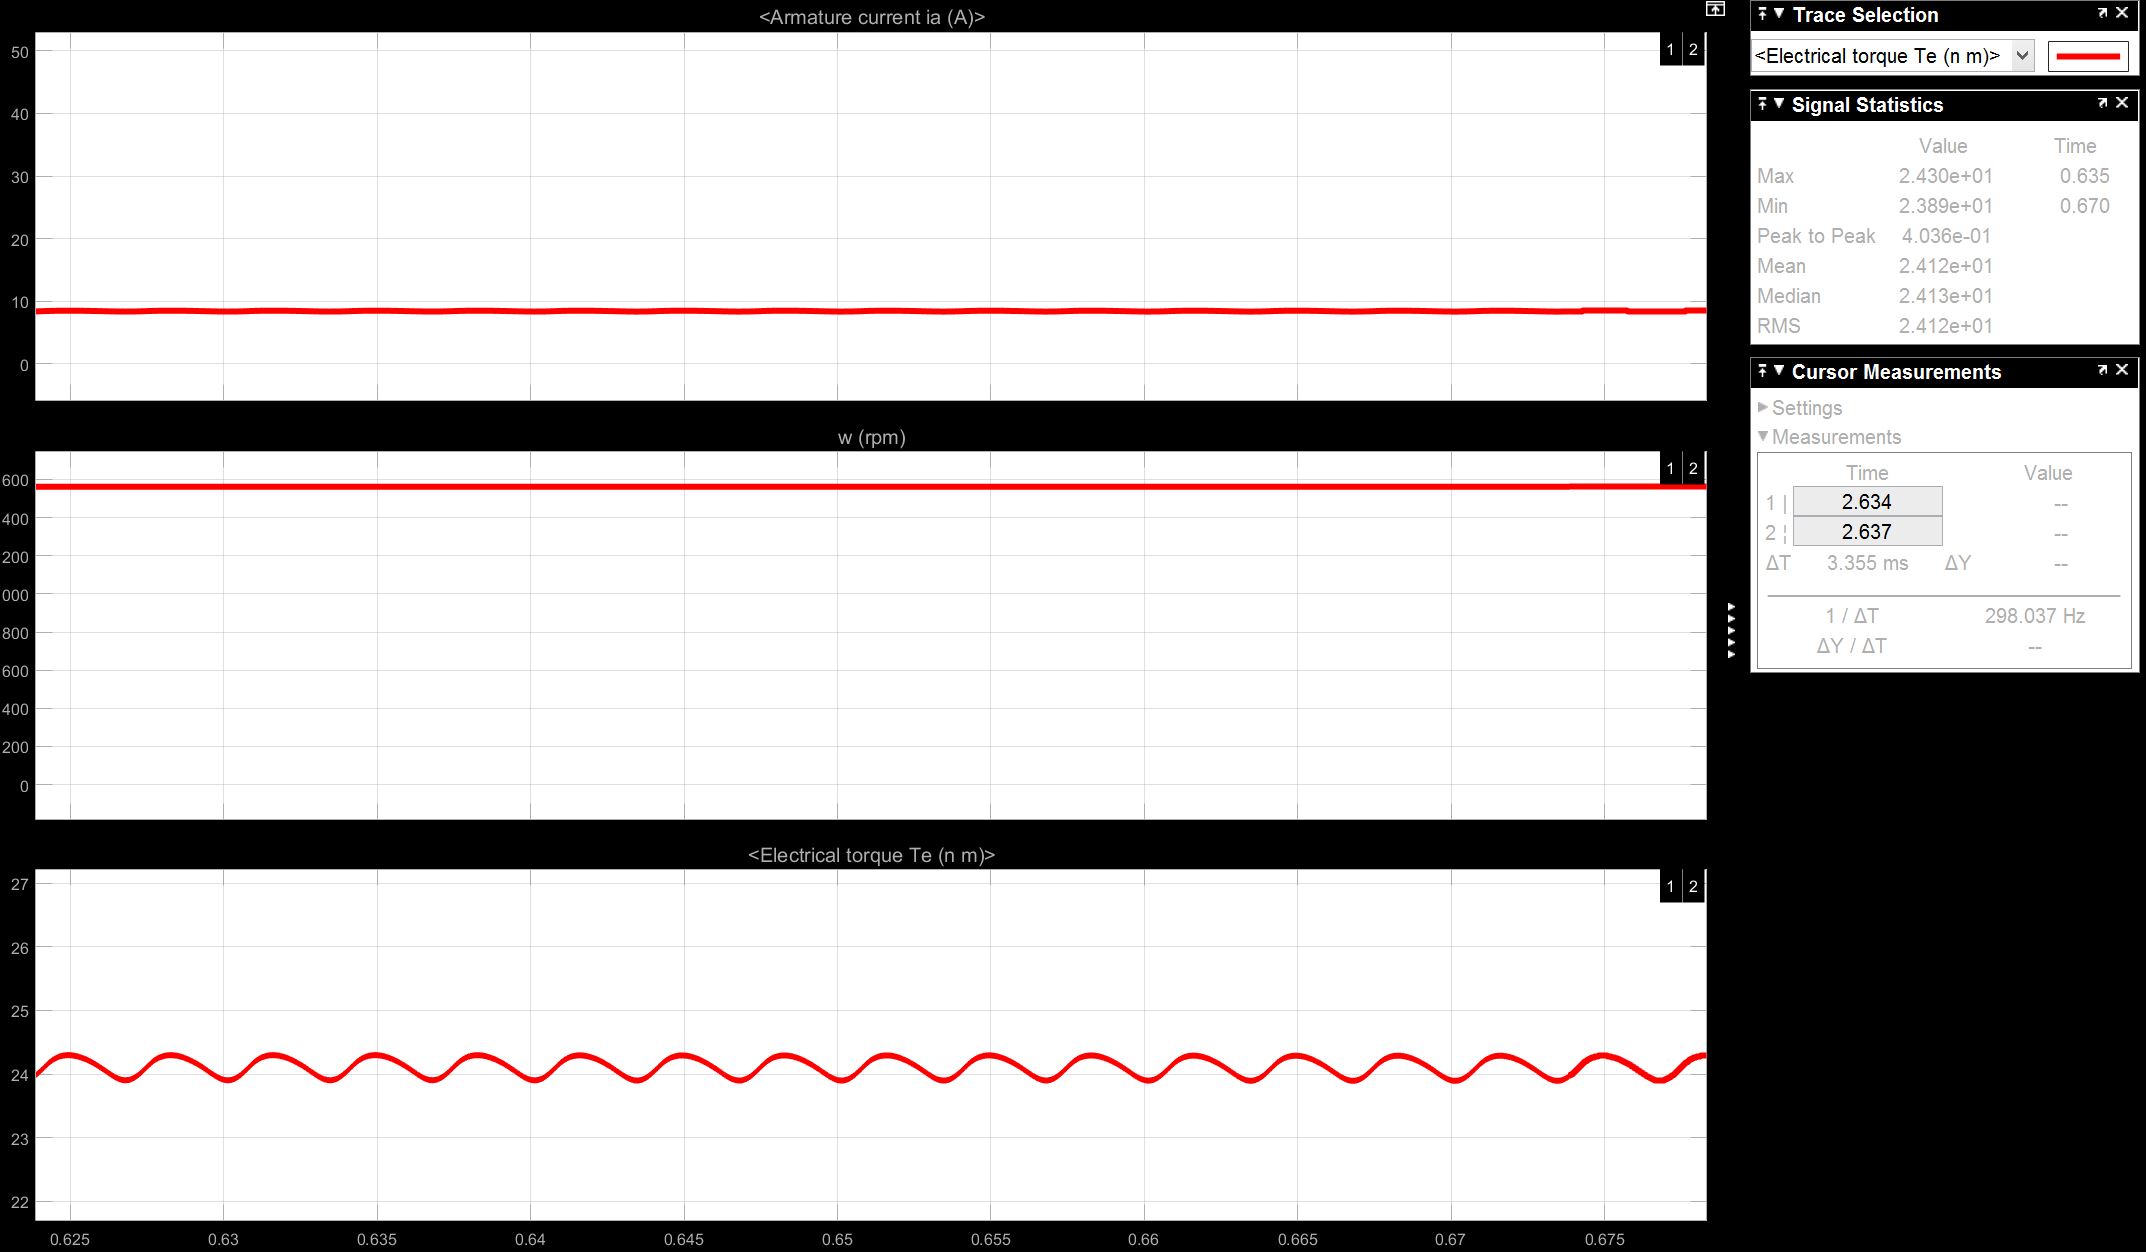 <Armature current ia (A)>
50
40
30
20
10
0
1 2
w (rpm)
600
400
200
000
800
600
400
200
0
1 2
<Electrical torque Te (n m)>
27
26
25
24
23
22
1 2
0.625 0.63 0.635 0.64 0.645 0.65 0.655 0.66 0.665 0.67 0.675
Trace Selection
<Electrical torque Te (n m)>
Signal Statistics
Value Time
Max 2.430e+01 0.635
Min 2.389e+01 0.670
Peak to Peak 4.036e-01
Mean 2.412e+01
Median 2.413e+01
RMS 2.412e+01
Cursor Measurements
Settings
Measurements
Time Value
1 | 2.634 --
2 ¦ 2.637 --
ΔT 3.355 ms ΔY --
1 / ΔT 298.037 Hz
ΔY / ΔT --